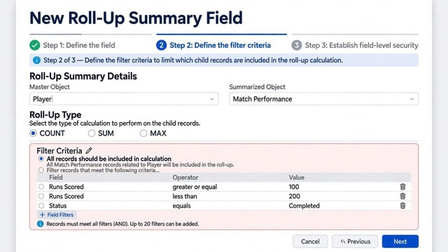 New Roll-Up Summary Field
Step 1: Define the field
2 Step 2: Define the filter criteria
3 Step 3: Establish field-level security
Step 2 of 3 — Define the filter criteria to limit which child records are included in the roll-up calculation.
Roll-Up Summary Details
Master Object
Summarized Object
Player
Match Performance
Roll-Up Type
Select the type of calculation to perform on the child records.
COUNT SUM MAX
Filter Criteria
All records should be included in calculation
All Match Performance records related to Player will be included in the roll-up.
Filter records that meet the following criteria...
Field Operator Value
Runs Scored greater or equal 100
Runs Scored less than 200
Status equals Completed
+ Field Filters
Records must meet all filters (AND). Up to 20 filters can be added.
Cancel Previous Next